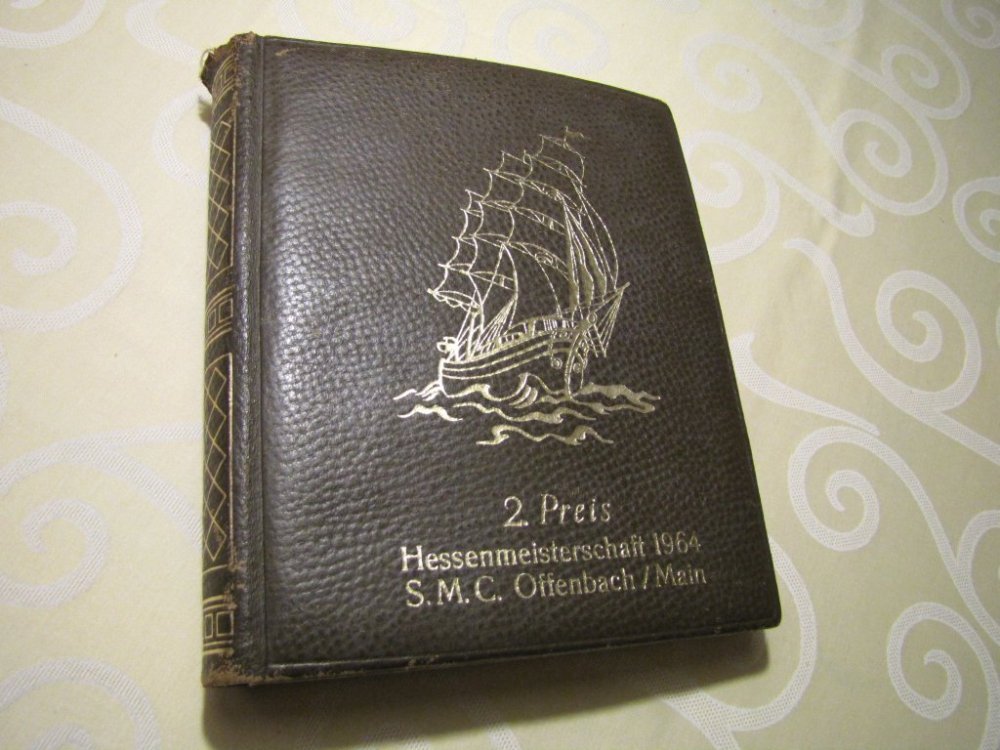 2. Preis
Hessenmeisterschaft 1964
S.M.C. Offenbach/Main